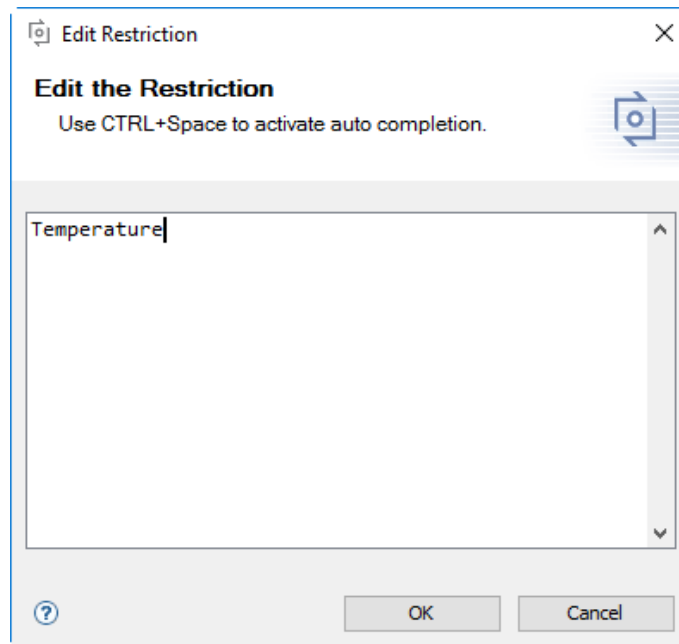 Edit Restriction
Edit the Restriction
Use CTRL+Space to activate auto completion.
Temperature
?
OK
Cancel